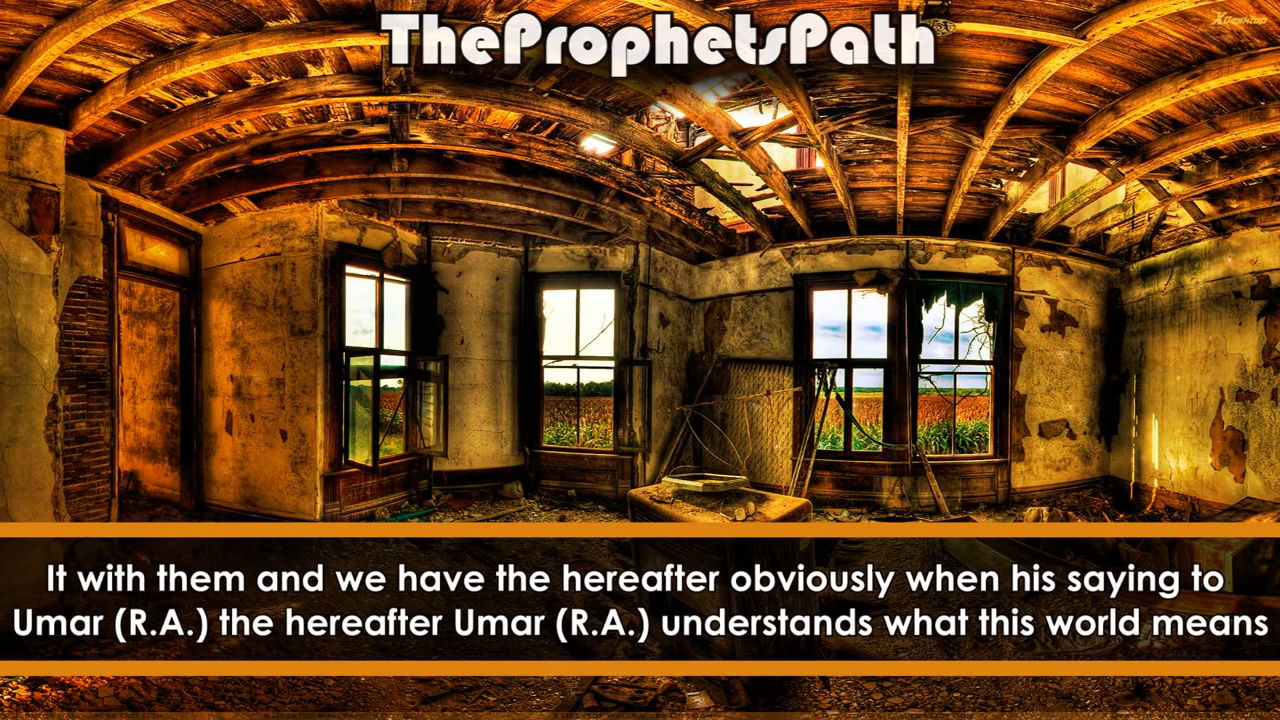 XDesktop
TheProphetsPath
It with them and we have the hereafter obviously when his saying to
Umar (R.A.) the hereafter Umar (R.A.) understands what this world means